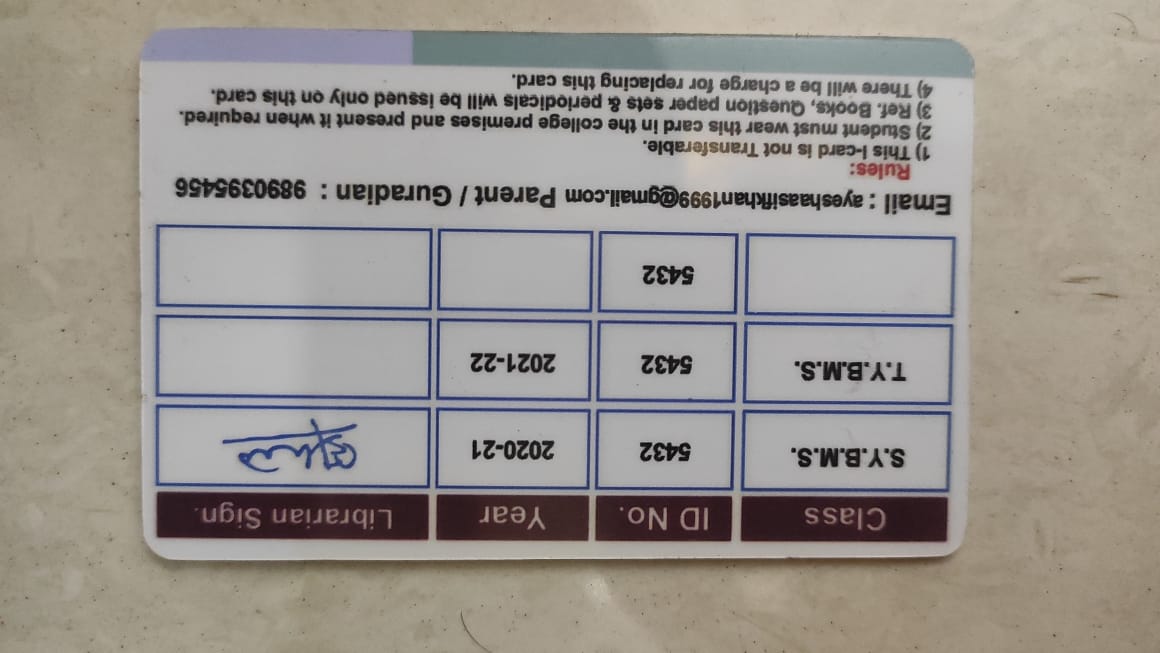 Class ID No. Year Librarian Sign.
S.Y.B.M.S. 5432 2020-21
T.Y.B.M.S. 5432 2021-22
5432
Email : ayeshaasifkhan1999@gmail.com Parent / Guradian : 9890395456
Rules:
1) This I-card is not Transferable.
2) Student must wear this card in the college premises and present it when required.
3) Ref. Books, Question paper sets & periodicals will be issued only on this card.
4) There will be a charge for replacing this card.